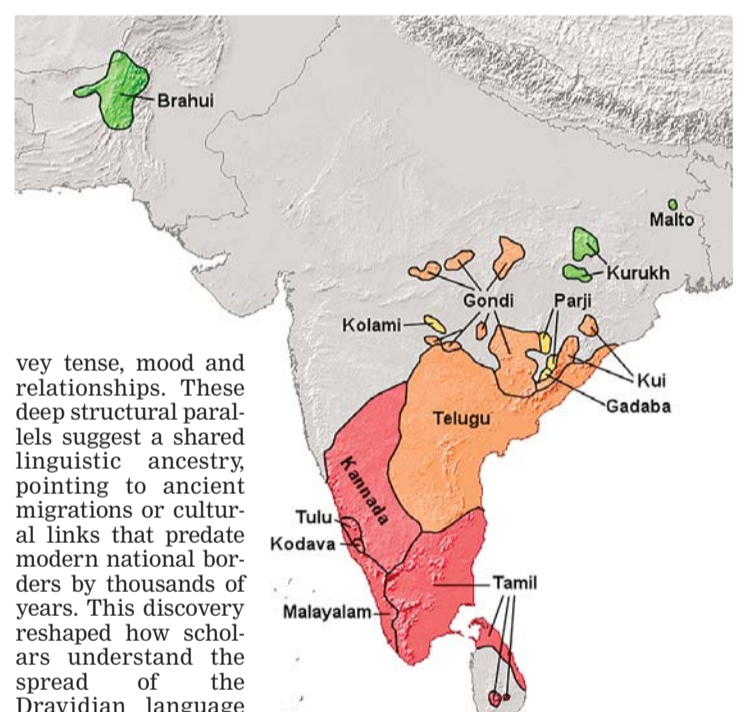 Brahui
Malto
Kurukh
Gondi
Parji
Kolami
Kui
Gadaba
Telugu
Kannada
Tulu
Kodava
Tamil
Malayalam
vey tense, mood and
relationships. These
deep structural paral-
lels suggest a shared
linguistic ancestry,
pointing to ancient
migrations or cultur-
al links that predate
modern national bor-
ders by thousands of
years. This discovery
reshaped how schol-
ars understand the
spread of the
Dravidian language